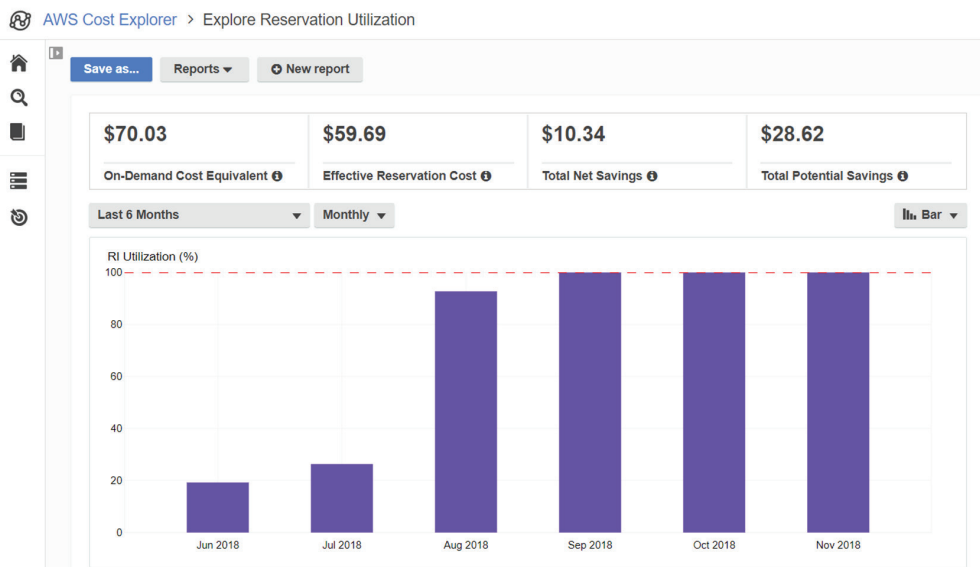 AWS Cost Explorer > Explore Reservation Utilization
Save as... Reports New report
$70.03 $59.69 $10.34 $28.62
On-Demand Cost Equivalent Effective Reservation Cost Total Net Savings Total Potential Savings
Last 6 Months Monthly Bar
RI Utilization (%)
100
80
60
40
20
0
Jun 2018 Jul 2018 Aug 2018 Sep 2018 Oct 2018 Nov 2018